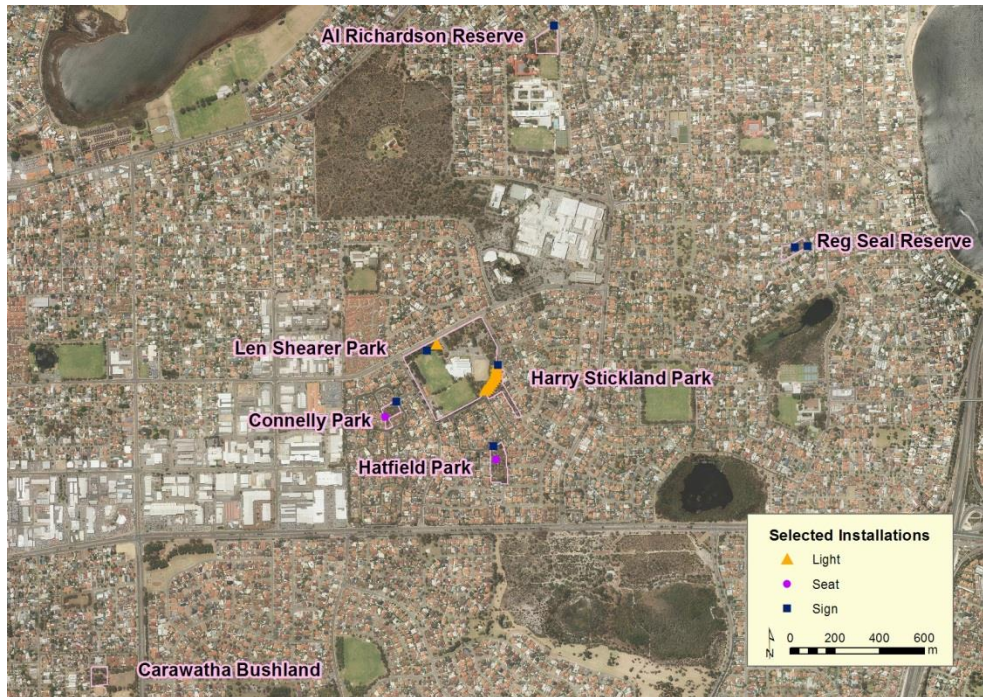 Al Richardson Reserve
Reg Seal Reserve
Len Shearer Park
Harry Stickland Park
Connelly Park
Hatfield Park
Selected Installations
Light
Seat
Sign
N
0 200 400 600
m
Carawatha Bushland